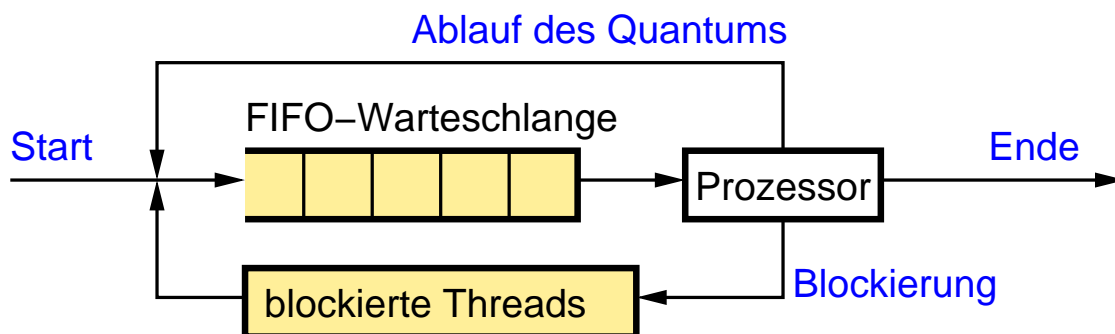 Ablauf des Quantums
FIFO–Warteschlange
Start
Ende
Prozessor
blockierte Threads
Blockierung